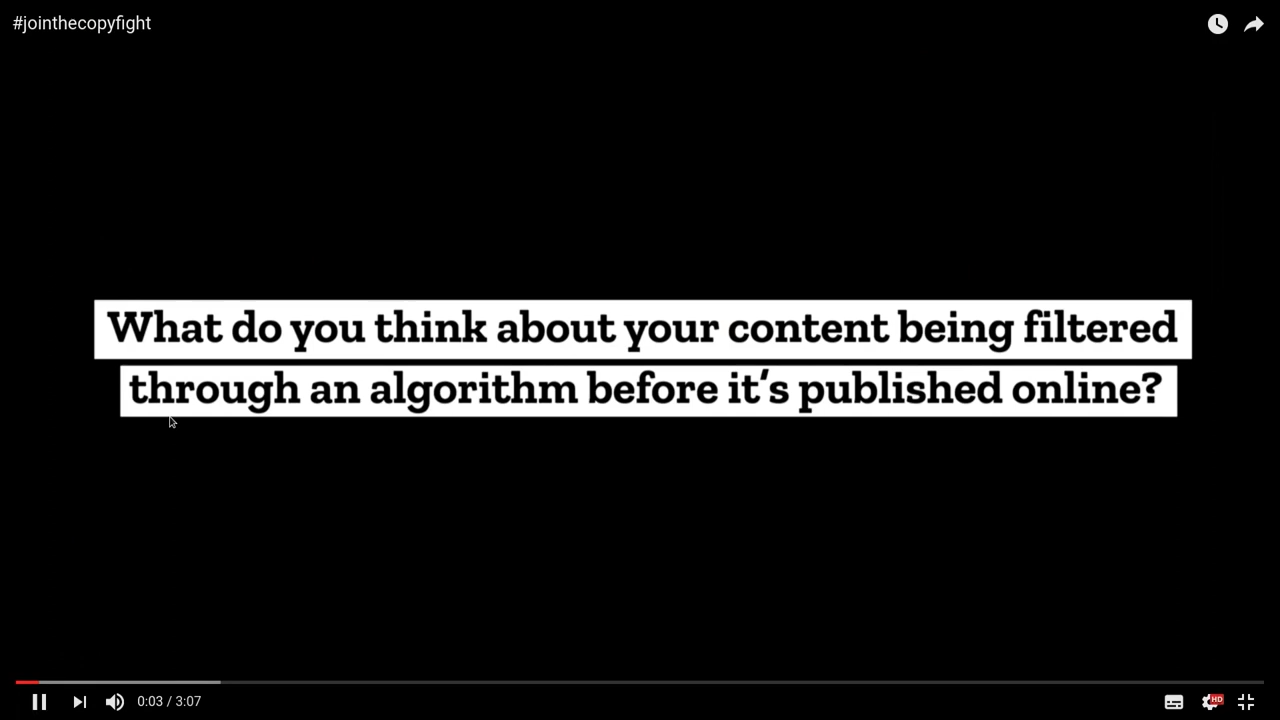 #jointhecopyfight
What do you think about your content being filtered
through an algorithm before it’s published online?
0:03 / 3:07
HD